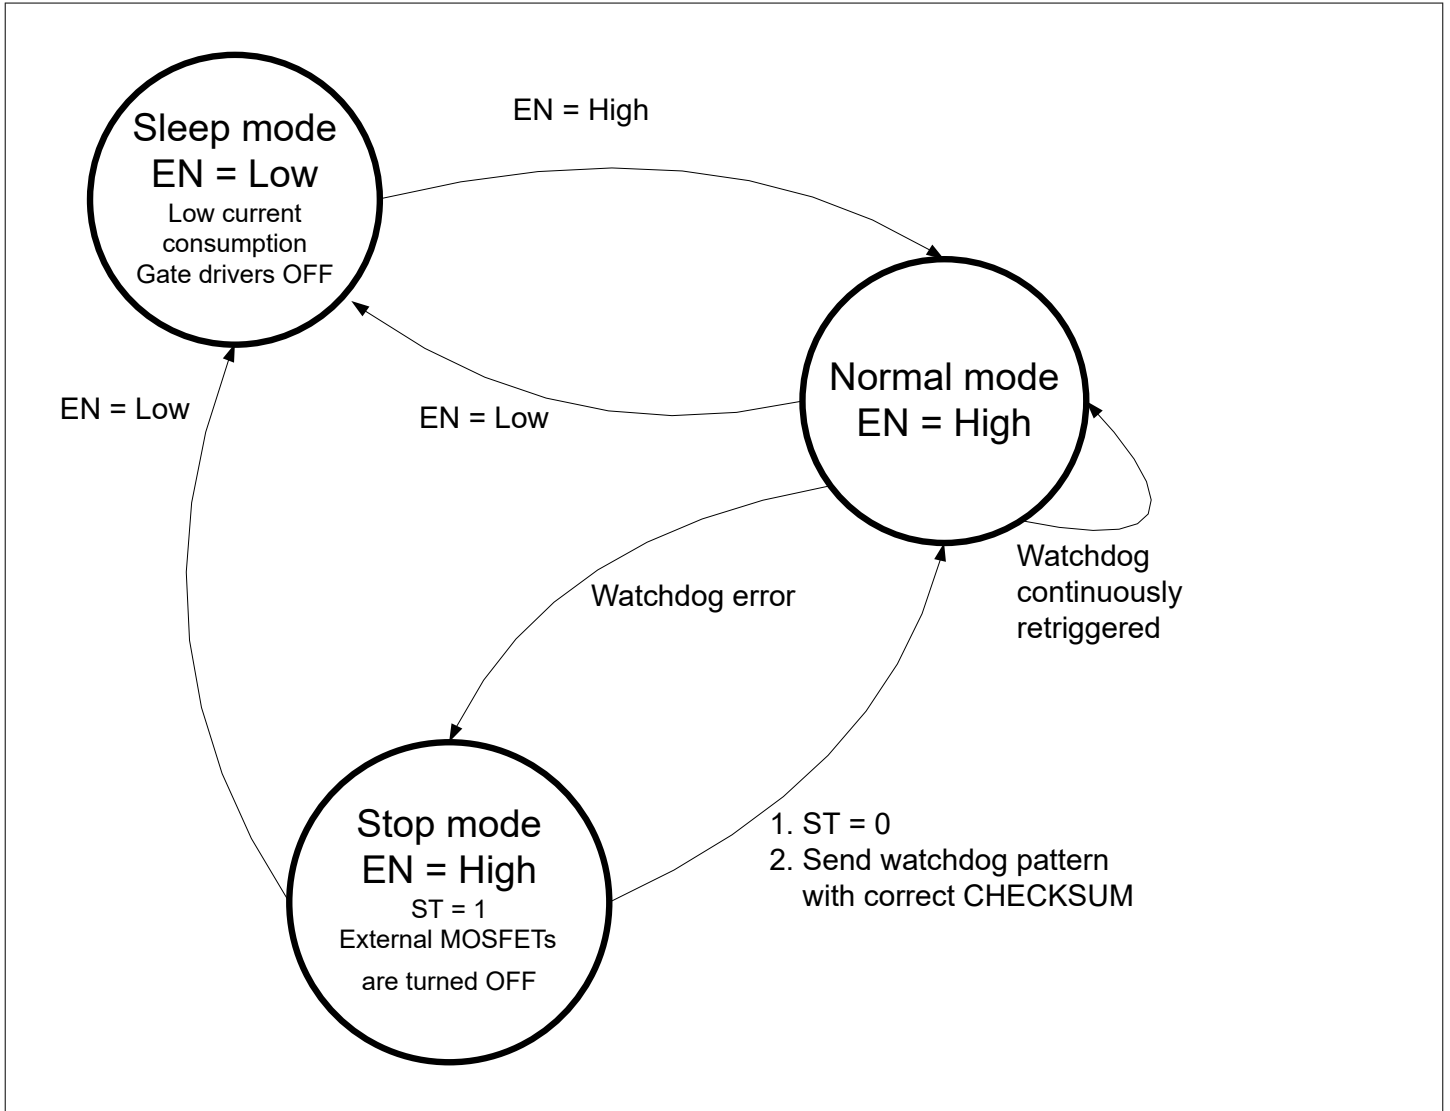 Sleep mode
EN = Low
Low current
consumption
Gate drivers OFF
EN = High
EN = Low
EN = Low
Normal mode
EN = High
Watchdog
continuously
retriggered
Watchdog error
Stop mode
EN = High
ST = 1
External MOSFETs
are turned OFF
1. ST = 0
2. Send watchdog pattern
with correct CHECKSUM